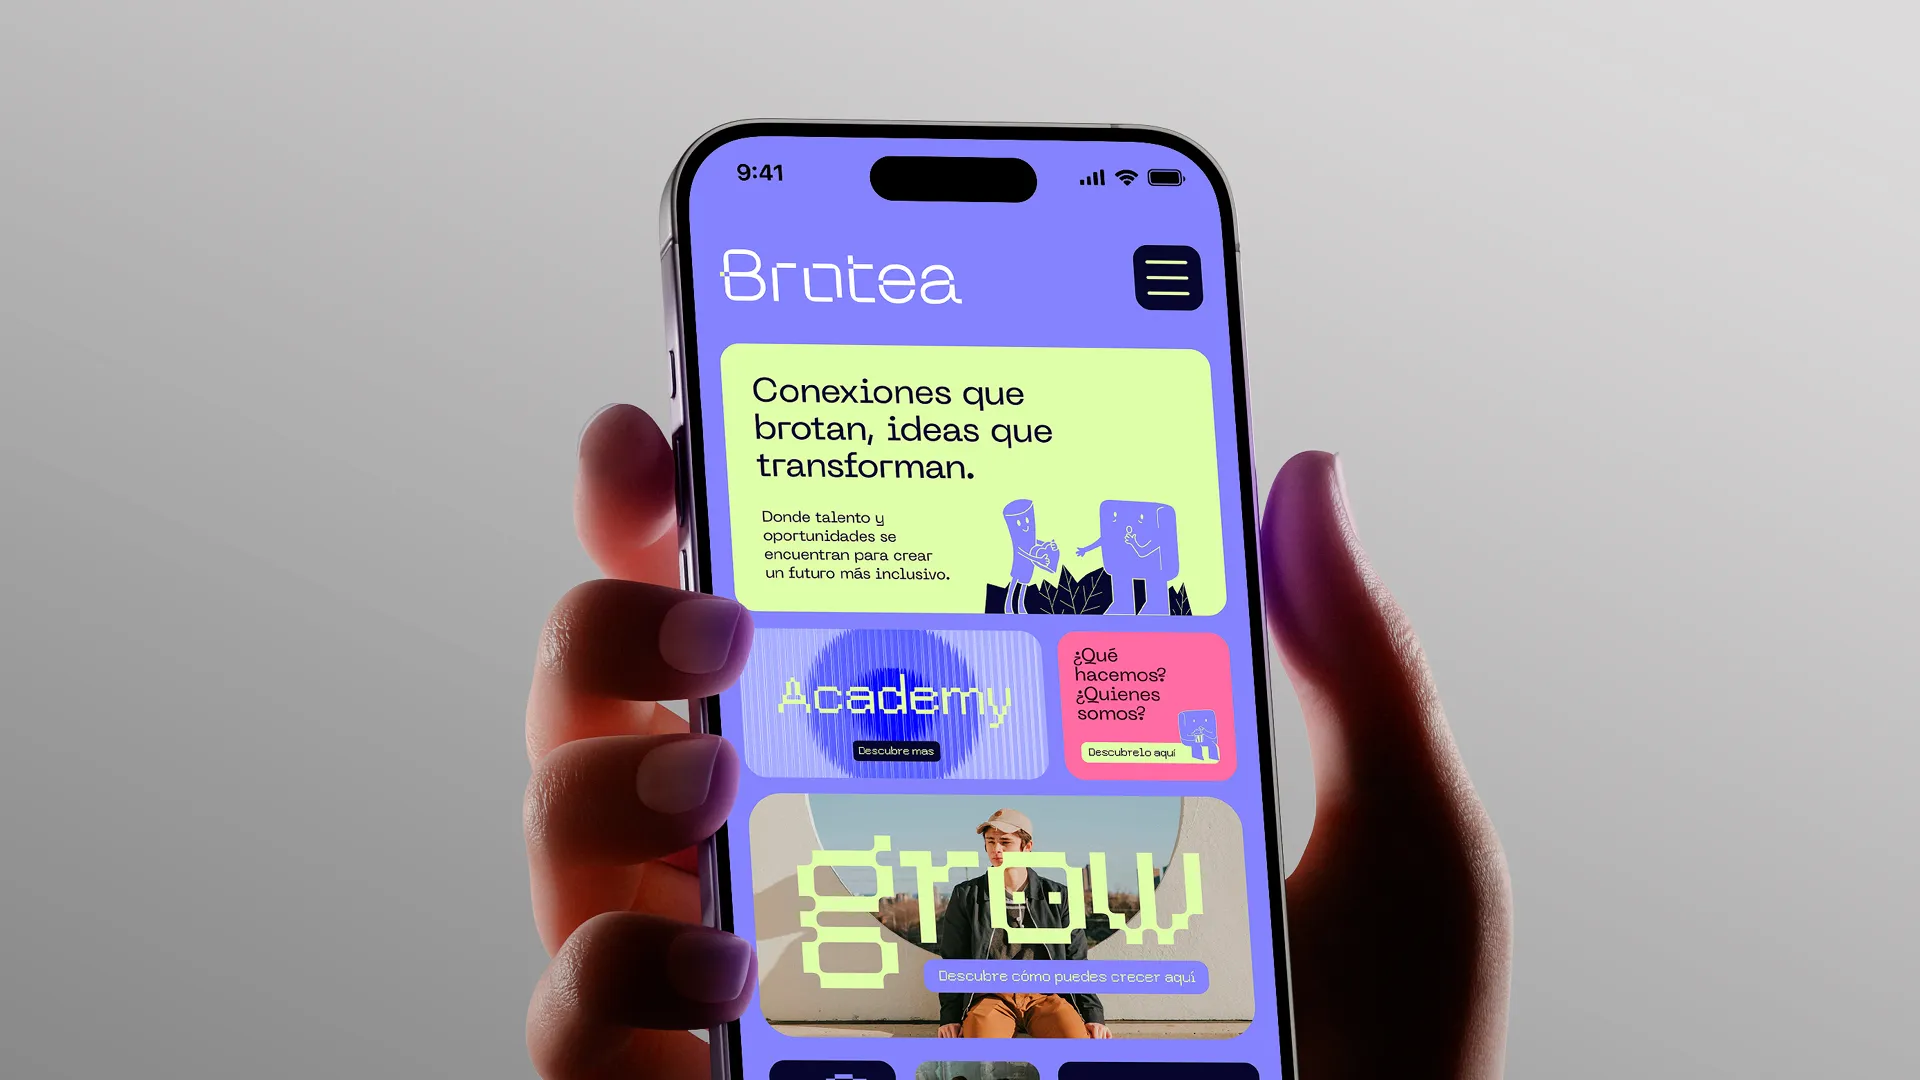 9:41
Brotea
Conexiones que
brotan, ideas que
transforman.
Donde talento y
oportunidades se
encuentran para crear
un futuro más inclusivo.
Academy
Descubre mas
¿Qué
hacemos?
¿Quienes
somos?
Descubrelo aquí
grow
Descubre cómo puedes crecer aquí